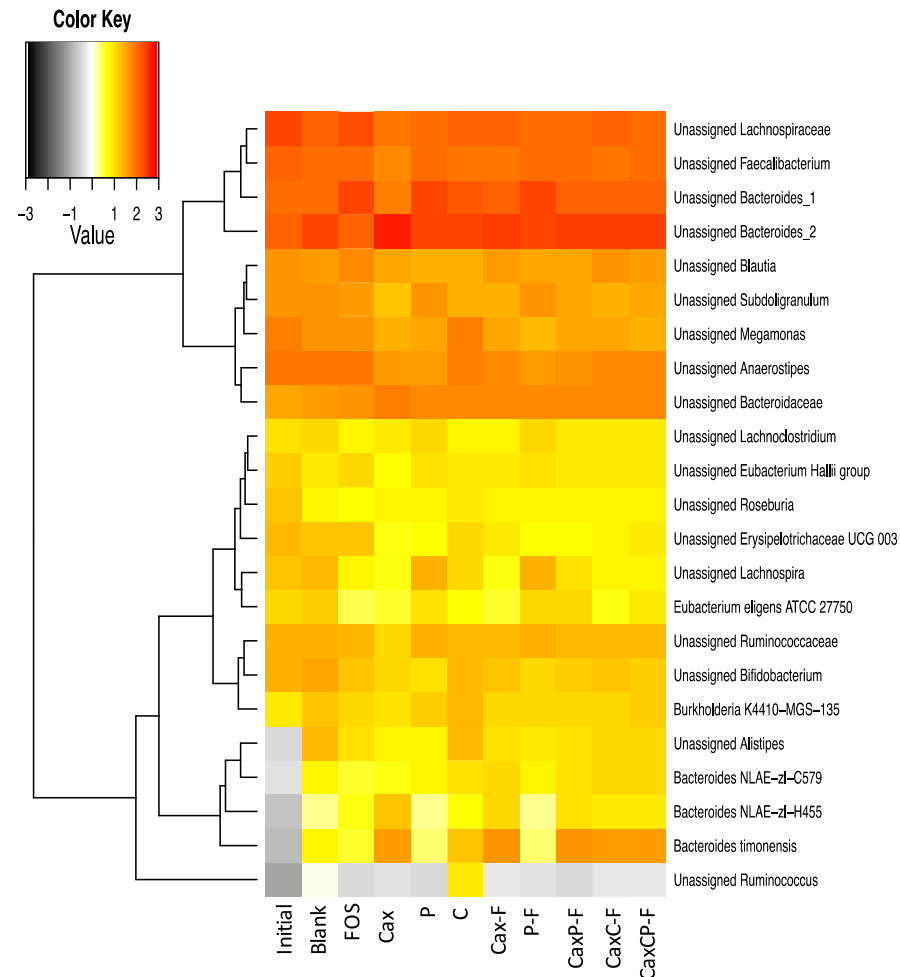 Color Key
−3 −1 1 2 3
Value
Unassigned Lachnospiraceae
Unassigned Faecalibacterium
Unassigned Bacteroides_1
Unassigned Bacteroides_2
Unassigned Blautia
Unassigned Subdoligranulum
Unassigned Megamonas
Unassigned Anaerostipes
Unassigned Bacteroidaceae
Unassigned Lachnoclostridium
Unassigned Eubacterium Hallii group
Unassigned Roseburia
Unassigned Erysipelotrichaceae UCG 003
Unassigned Lachnospira
Eubacterium eligens ATCC 27750
Unassigned Ruminococcaceae
Unassigned Bifidobacterium
Burkholderia K4410−MGS−135
Unassigned Alistipes
Bacteroides NLAE−zl−C579
Bacteroides NLAE−zl−H455
Bacteroides timonensis
Unassigned Ruminococcus
Initial
Blank
FOS
Cax
P
C
Cax-F
P-F
CaxP-F
CaxC-F
CaxCP-F